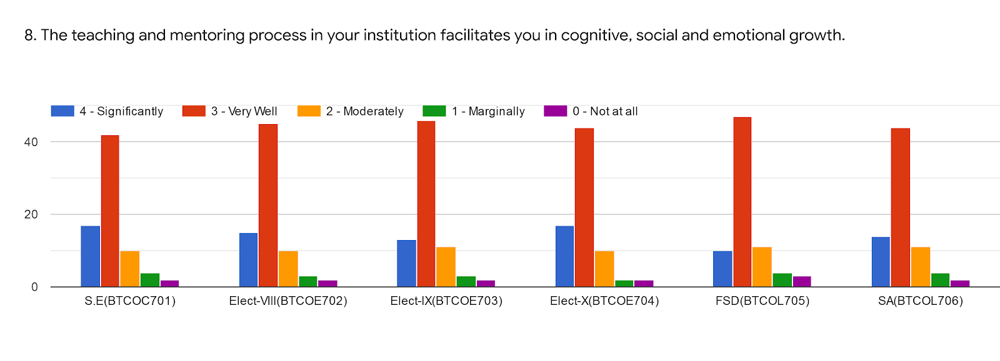 8. The teaching and mentoring process in your institution facilitates you in cognitive, social and emotional growth.
4 - Significantly 3 - Very Well 2 - Moderately 1 - Marginally 0 - Not at all
40
20
0
S.E(BTCOC701) Elect-VIII(BTCOE702) Elect-IX(BTCOE703) Elect-X(BTCOE704) FSD(BTCOL705) SA(BTCOL706)